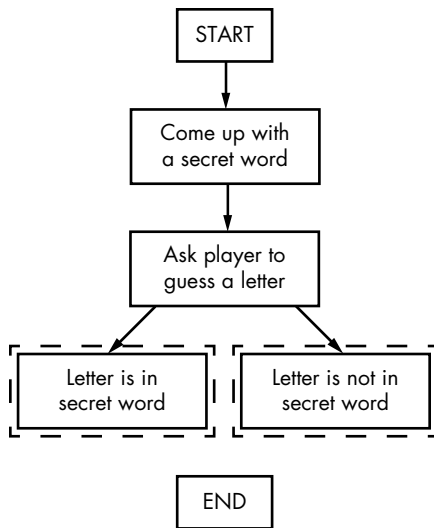 START
Come up with
a secret word
Ask player to
guess a letter
Letter is in
secret word
Letter is not in
secret word
END